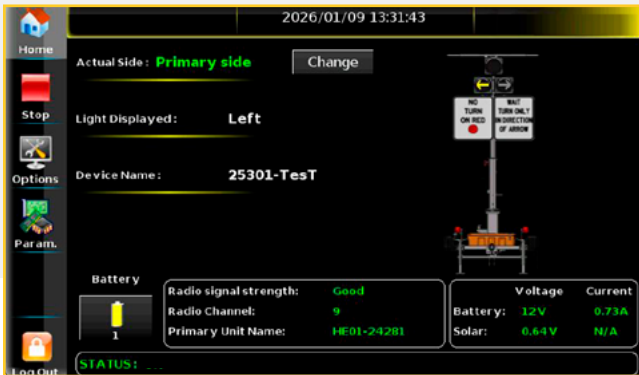 2026/01/09 13:31:43
Home
Actual Side: Primary side
Change
Stop
Light Displayed: Left
NO
TURN
ON RED
WAIT
TURN ONLY
IN DIRECTION
OF ARROW
Options
Device Name: 25301-TesT
Param.
Battery
1
Radio signal strength: Good
Radio Channel: 9
Primary Unit Name: HE01-24281
Voltage Current
Battery: 12V 0.73A
Solar: 0.64V N/A
STATUS: ...
Log Out